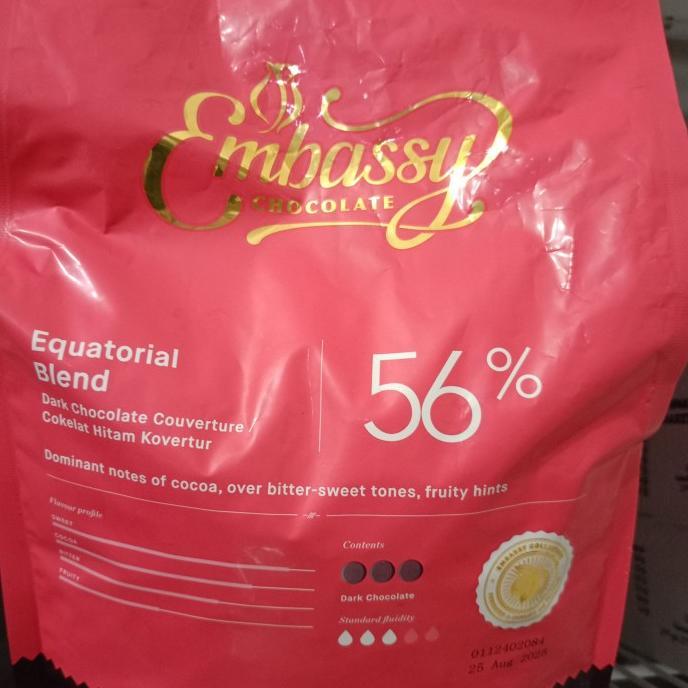 Embassy
CHOCOLATE
Equatorial
Blend
Dark Chocolate Couverture /
Cokelat Hitam Kovertur
56%
Dominant notes of cocoa, over bitter-sweet tones, fruity hints
Flavour profile
SWEET
COCOA
BITTER
FRUITY
Contents
Dark Chocolate
Standard fluidity
EMBASSY
0112402084
25 Aug